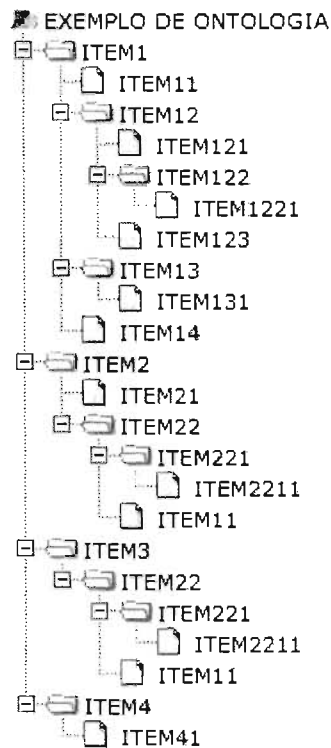 EXEMPLO DE ONTOLOGIA
ITEM1
ITEM11
ITEM12
ITEM121
ITEM122
ITEM1221
ITEM123
ITEM13
ITEM131
ITEM14
ITEM2
ITEM21
ITEM22
ITEM221
ITEM2211
ITEM11
ITEM3
ITEM22
ITEM221
ITEM2211
ITEM11
ITEM4
ITEM41